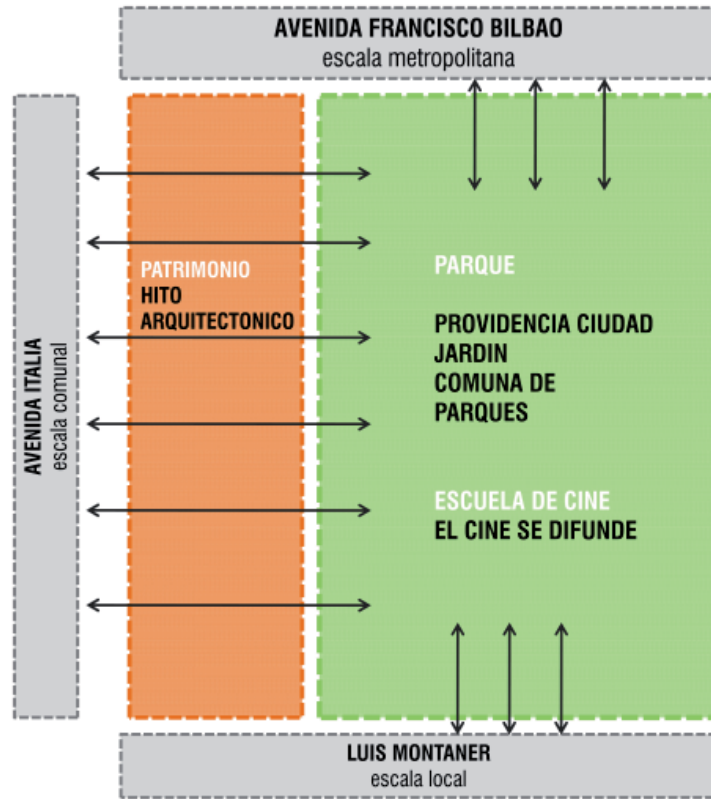 AVENIDA FRANCISCO BILBAO
escala metropolitana
AVENIDA ITALIA
escala comunal
PATRIMONIO
HITO
ARQUITECTONICO
PARQUE
PROVIDENCIA CIUDAD
JARDIN
COMUNA DE
PARQUES
ESCUELA DE CINE
EL CINE SE DIFUNDE
LUIS MONTANER
escala local